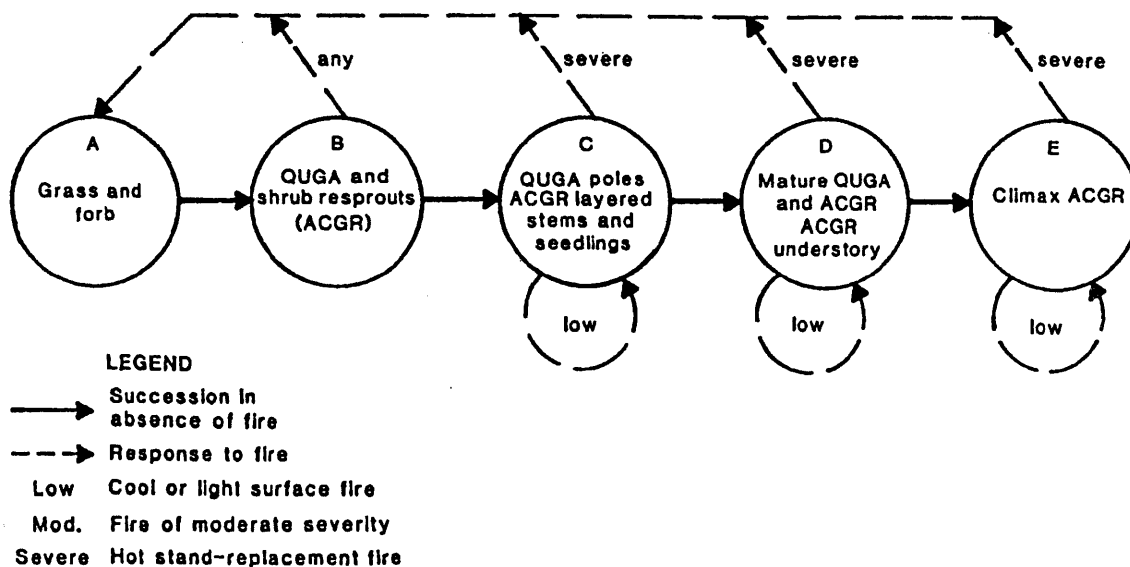 any
severe
severe
severe
A
Grass and
forb
B
QUGA and
shrub resprouts
(ACGR)
C
QUGA poles
ACGR layered
stems and
seedlings
D
Mature QUGA
and ACGR
ACGR
understory
E
Climax ACGR
low
low
low
LEGEND
Succession in
absence of fire
Response to fire
Low Cool or light surface fire
Mod. Fire of moderate severity
Severe Hot stand-replacement fire